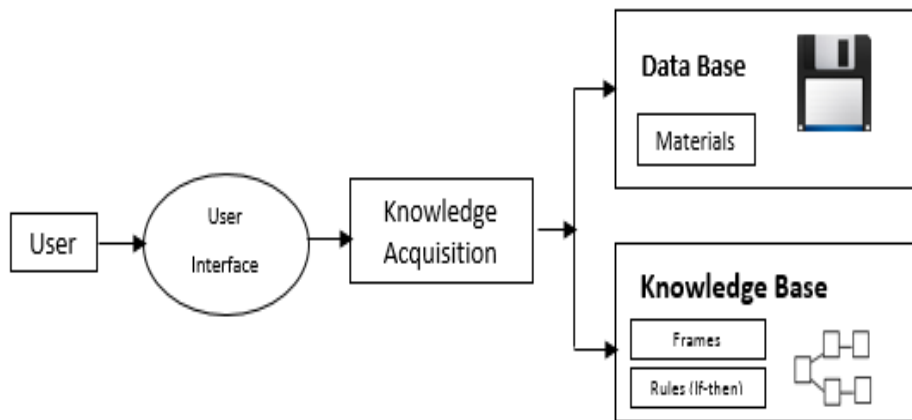 Data Base
Materials
User
Interface
Knowledge
Acquisition
User
Knowledge Base
Frames
Rules (If-then)